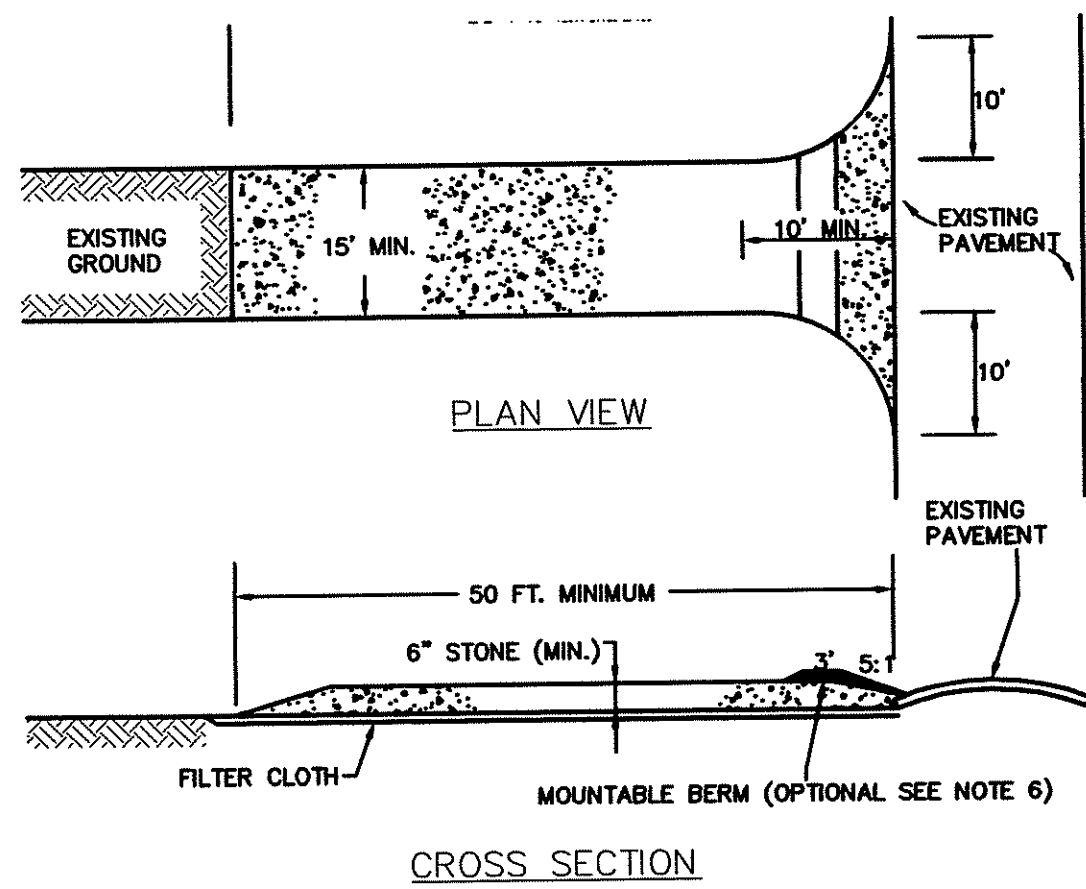 10'
EXISTING
GROUND
15' MIN.
10' MIN.
EXISTING
PAVEMENT
10'
PLAN VIEW
EXISTING
PAVEMENT
50 FT. MINIMUM
6" STONE (MIN.)
3' 5:1
FILTER CLOTH
MOUNTABLE BERM (OPTIONAL SEE NOTE 6)
CROSS SECTION